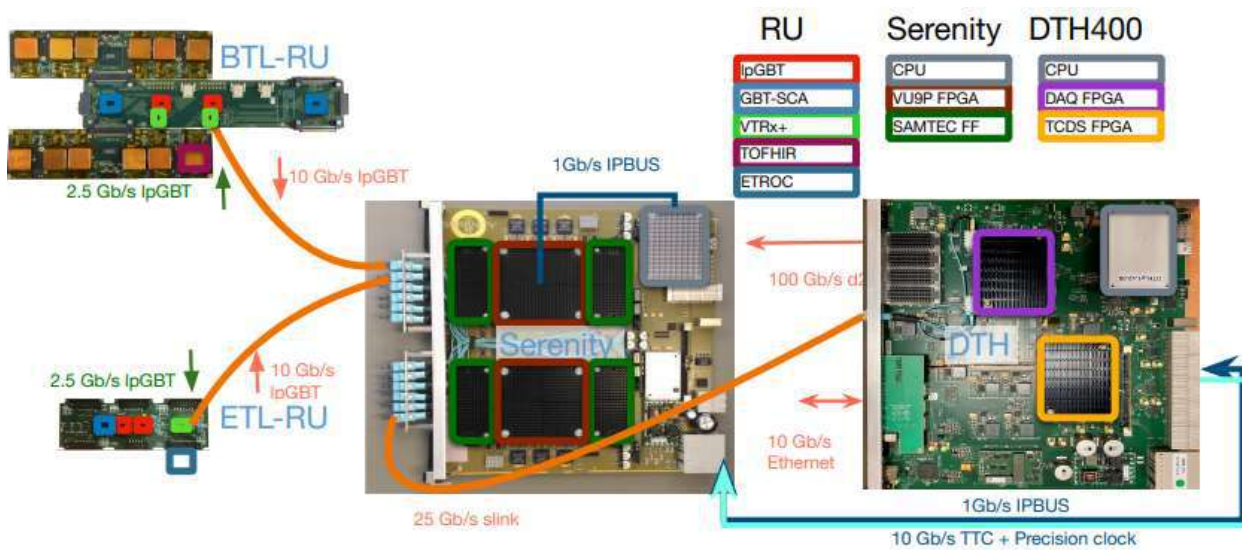 RU
Serenity
DTH400
BTL-RU
lpGBT
GBT-SCA
VTRx+
TOFHIR
ETROC
CPU
VU9P FPGA
SAMTEC FF
CPU
DAQ FPGA
TCDS FPGA
2.5 Gb/s lpGBT
10 Gb/s lpGBT
1Gb/s IPBUS
100 Gb/s d2
Serenity
DTH
2.5 Gb/s lpGBT
10 Gb/s
lpGBT
ETL-RU
10 Gb/s
Ethernet
25 Gb/s slink
1Gb/s IPBUS
10 Gb/s TTC + Precision clock